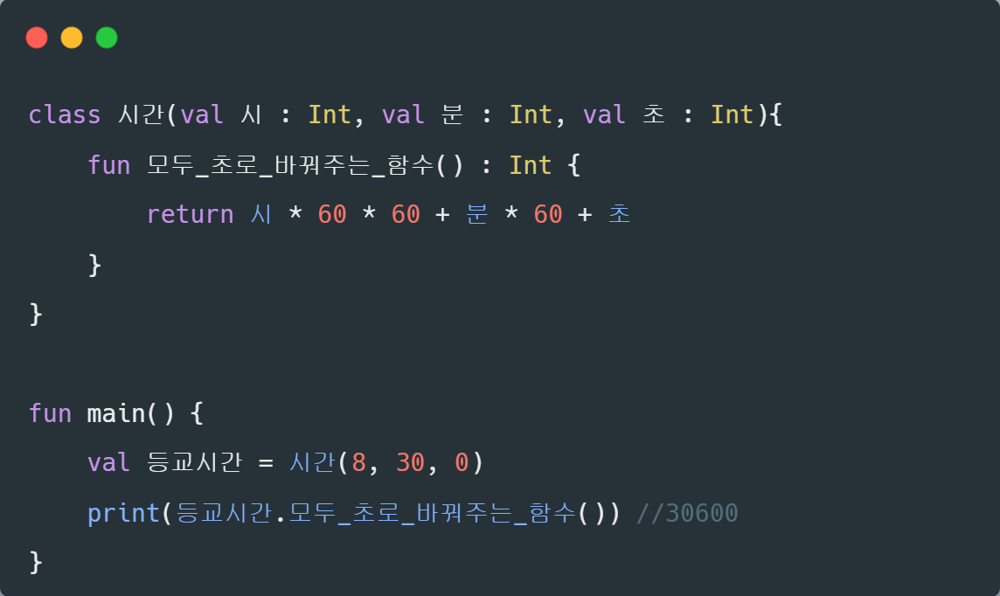 class 시간(val 시 : Int, val 분 : Int, val 초 : Int){
    fun 모두_초로_바꿔주는_함수() : Int {
        return 시 * 60 * 60 + 분 * 60 + 초
    }
}
fun main() {
    val 등교시간 = 시간(8, 30, 0)
    print(등교시간.모두_초로_바꿔주는_함수()) //30600
}